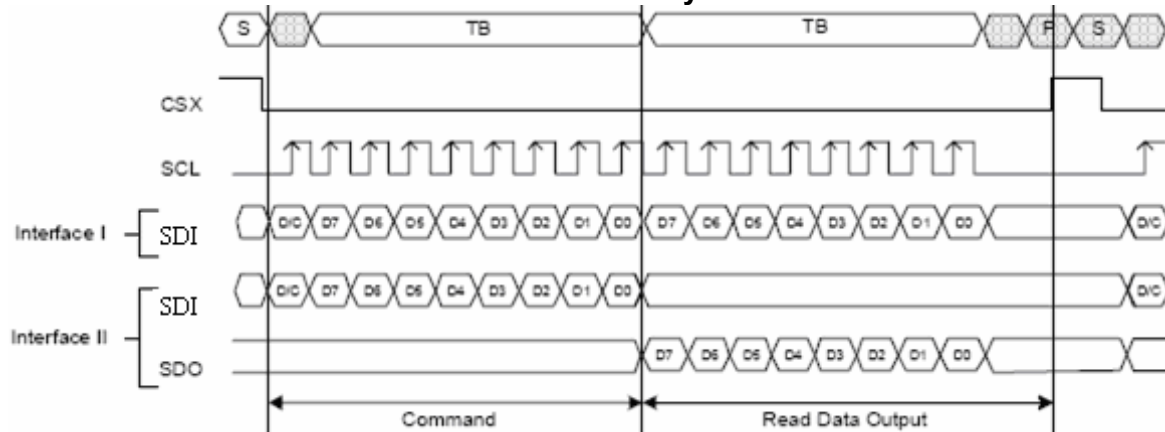 S TB TB P S
CSX
SCL
Interface I SDI D/C D7 D6 D5 D4 D3 D2 D1 D0 D7 D6 D5 D4 D3 D2 D1 D0 D/C
SDI D/C D7 D6 D5 D4 D3 D2 D1 D0 D/C
Interface II
SDO D7 D6 D5 D4 D3 D2 D1 D0
Command Read Data Output